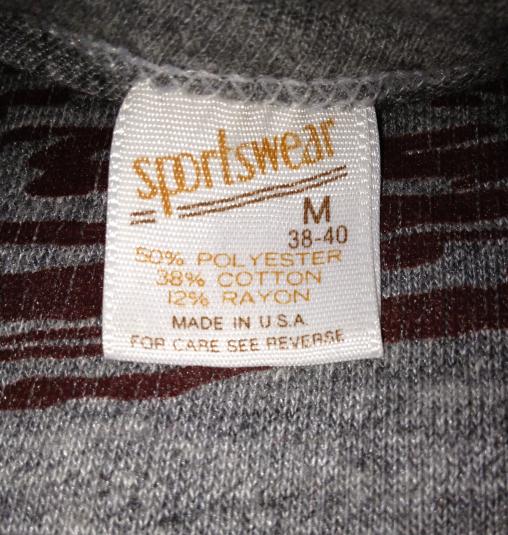 sportswear
M
38-40
50% POLYESTER
38% COTTON
12% RAYON
MADE IN U.S.A.
FOR CARE SEE REVERSE